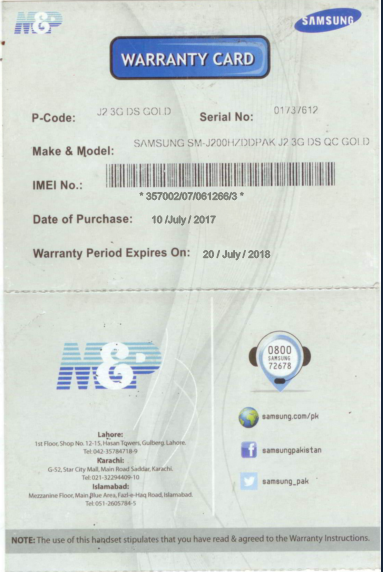 M&P
SAMSUNG
WARRANTY CARD
P-Code: J2 3G DS GOLD Serial No: 01737612
Make & Model: SAMSUNG SM-J200HZDDPAK J2 3G DS QC GOLD
IMEI No.:
* 357002/07/061266/3 *
Date of Purchase: 10 /July / 2017
Warranty Period Expires On: 20 / July / 2018
M&P
Lahore:
1st Floor, Shop No. 12-15, Hasan Towers, Gulberg Lahore.
Tel: 042-35784718-9
Karachi:
G-52, Star City Mall, Main Road Saddar, Karachi.
Tel: 021-32294409-10
Islamabad:
Mezzanine Floor, Main Blue Area, Fazl-e-Haq Road, Islamabad.
Tel: 051-2605784-5
0800
SAMSUNG
72678
samsung.com/pk
samsungpakistan
samsung_pak
NOTE: The use of this handset stipulates that you have read & agreed to the Warranty Instructions.